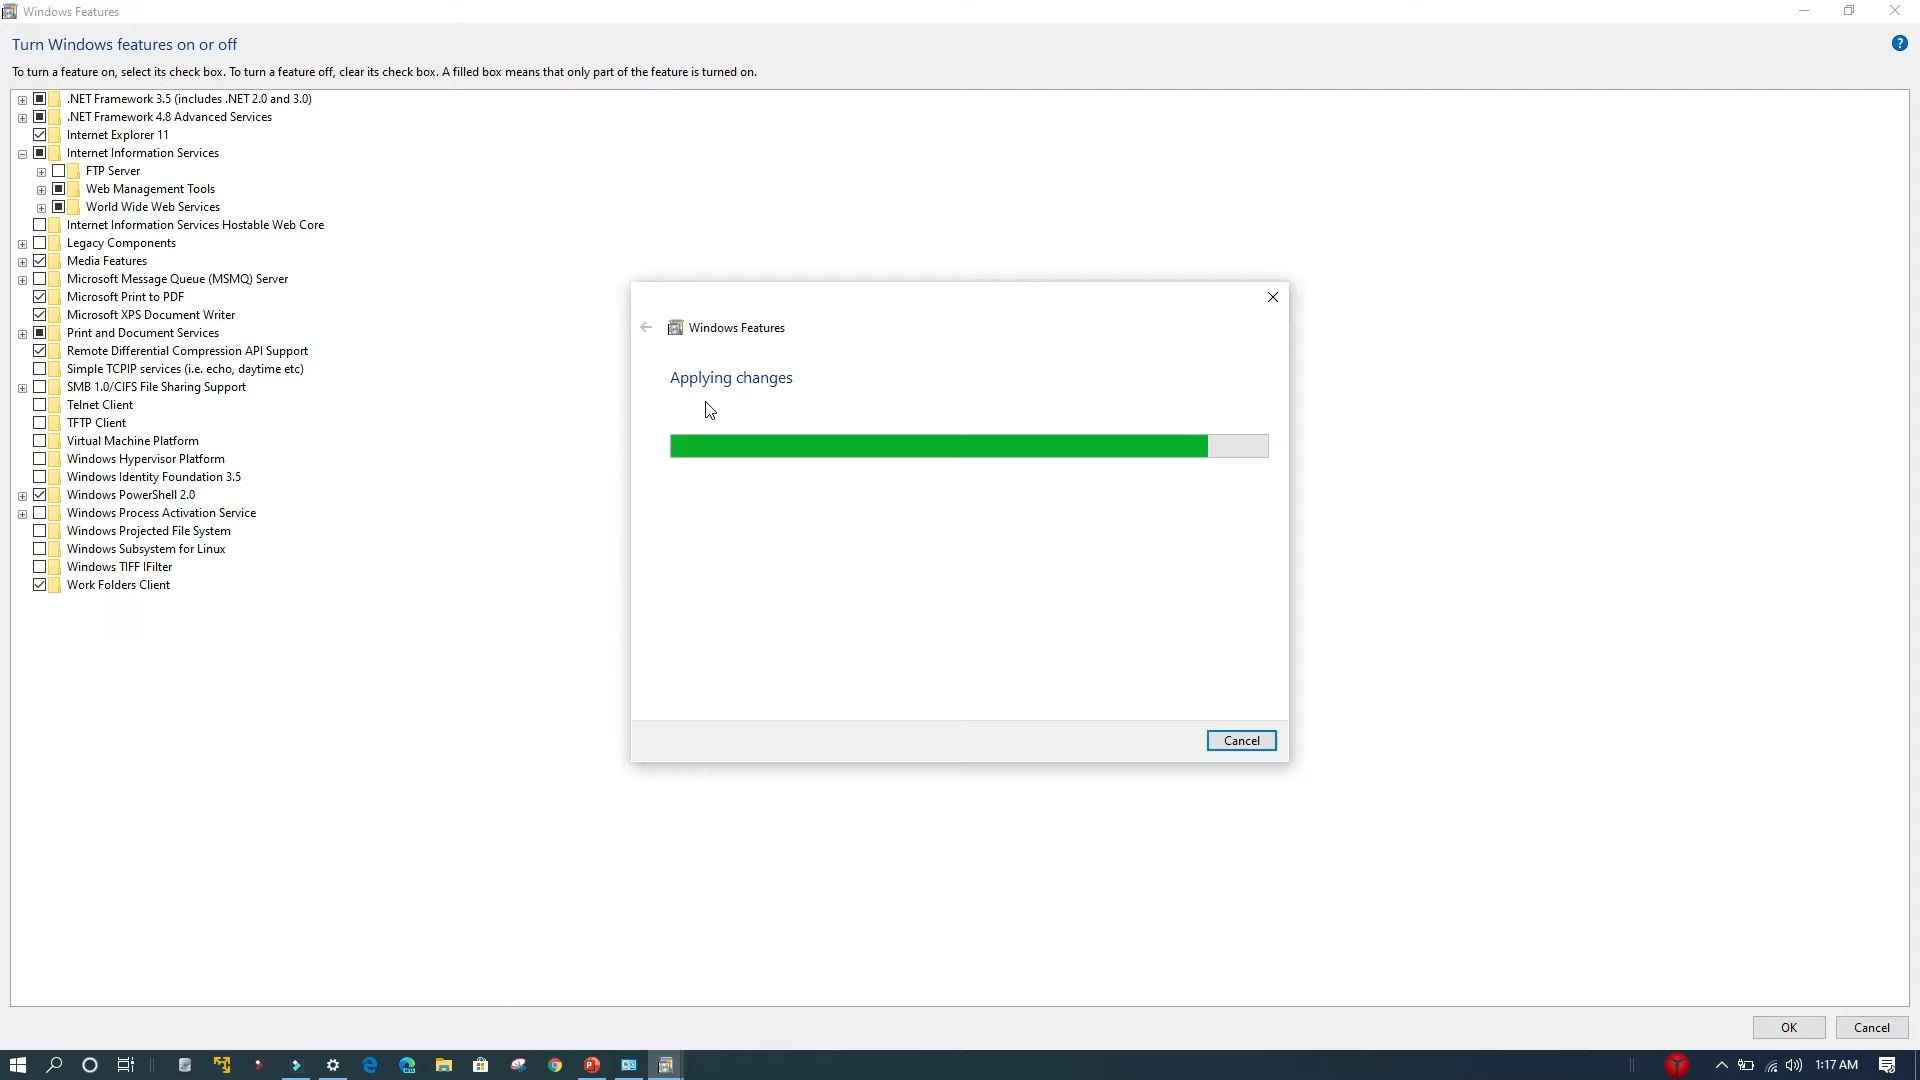 Windows Features
Turn Windows features on or off
To turn a feature on, select its check box. To turn a feature off, clear its check box. A filled box means that only part of the feature is turned on.
.NET Framework 3.5 (includes .NET 2.0 and 3.0)
.NET Framework 4.8 Advanced Services
Internet Explorer 11
Internet Information Services
FTP Server
Web Management Tools
World Wide Web Services
Internet Information Services Hostable Web Core
Legacy Components
Media Features
Microsoft Message Queue (MSMQ) Server
Microsoft Print to PDF
Microsoft XPS Document Writer
Print and Document Services
Remote Differential Compression API Support
Simple TCPIP services (i.e. echo, daytime etc)
SMB 1.0/CIFS File Sharing Support
Telnet Client
TFTP Client
Virtual Machine Platform
Windows Hypervisor Platform
Windows Identity Foundation 3.5
Windows PowerShell 2.0
Windows Process Activation Service
Windows Projected File System
Windows Subsystem for Linux
Windows TIFF IFilter
Work Folders Client
Windows Features
Applying changes
Cancel
OK
Cancel
1:17 AM